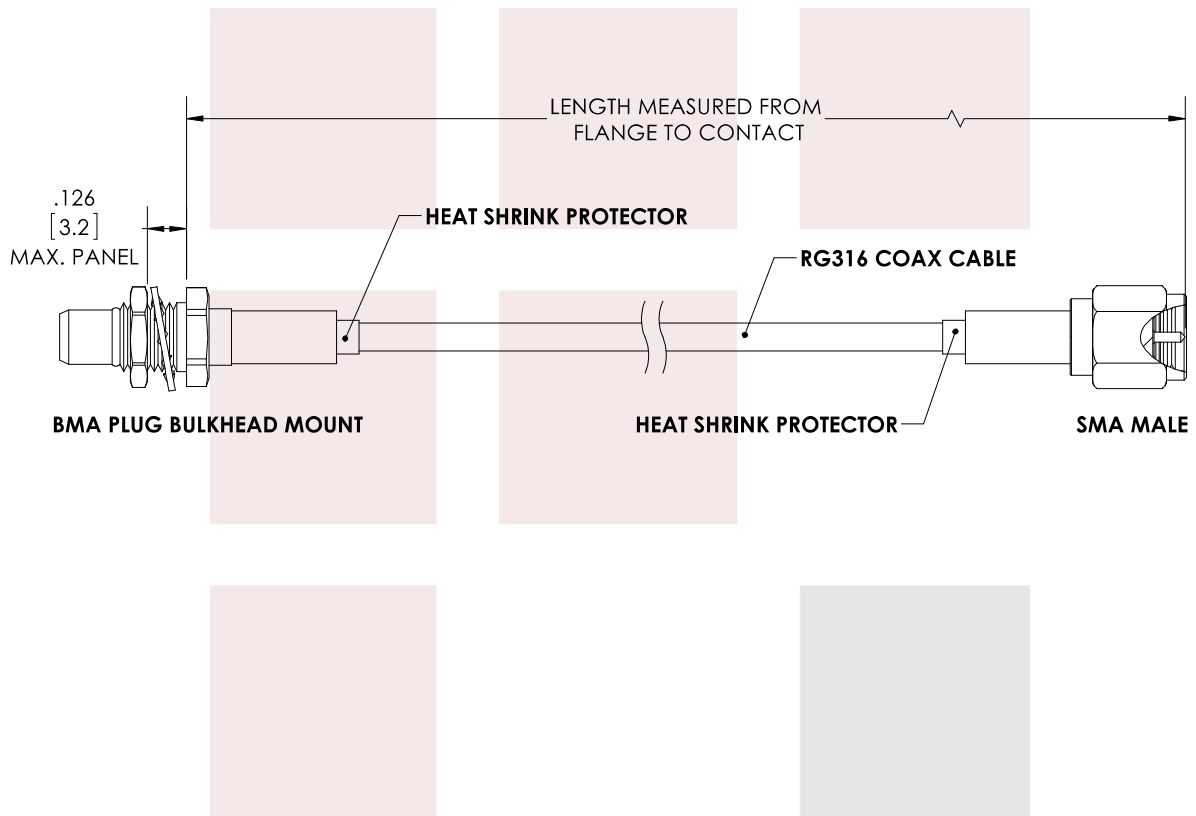 LENGTH MEASURED FROM
FLANGE TO CONTACT
.126
[3.2]
MAX. PANEL
HEAT SHRINK PROTECTOR
RG316 COAX CABLE
BMA PLUG BULKHEAD MOUNT
HEAT SHRINK PROTECTOR
SMA MALE